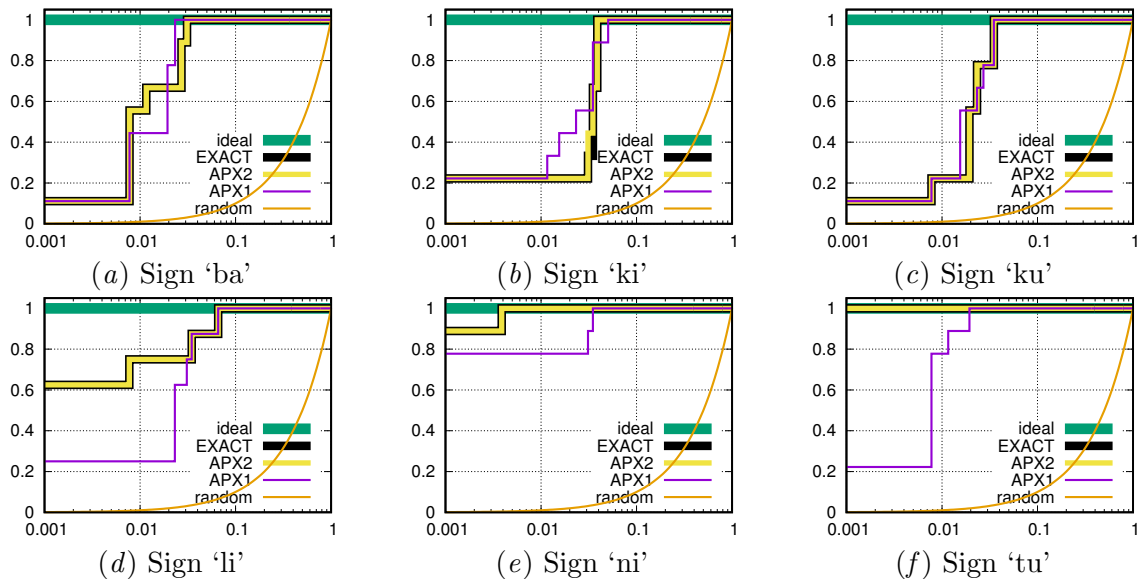 1
0.8
0.6
0.4
0.2
0
ideal
EXACT
APX2
APX1
random
0.001 0.01 0.1 1
(a) Sign ‘ba’
1
0.8
0.6
0.4
0.2
0
ideal
EXACT
APX2
APX1
random
0.001 0.01 0.1 1
(b) Sign ‘ki’
1
0.8
0.6
0.4
0.2
0
ideal
EXACT
APX2
APX1
random
0.001 0.01 0.1 1
(c) Sign ‘ku’
1
0.8
0.6
0.4
0.2
0
ideal
EXACT
APX2
APX1
random
0.001 0.01 0.1 1
(d) Sign ‘li’
1
0.8
0.6
0.4
0.2
0
ideal
EXACT
APX2
APX1
random
0.001 0.01 0.1 1
(e) Sign ‘ni’
1
0.8
0.6
0.4
0.2
0
ideal
EXACT
APX2
APX1
random
0.001 0.01 0.1 1
(f) Sign ‘tu’